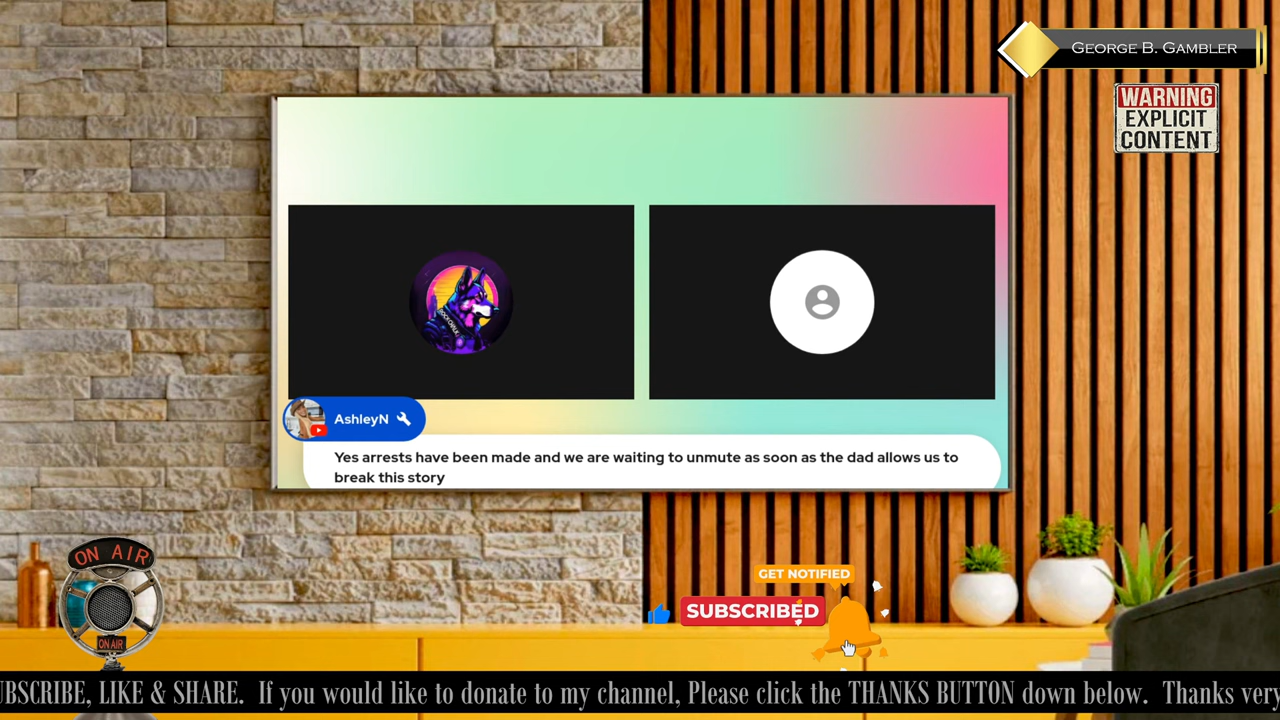 GEORGE B. GAMBLER
WARNING
EXPLICIT
CONTENT
AshleyN
Yes arrests have been made and we are waiting to unmute as soon as the dad allows us to
break this story
ON AIR
ON AIR
GET NOTIFIED
SUBSCRIBED
UBSCRIBE, LIKE & SHARE. If you would like to donate to my channel, Please click the THANKS BUTTON down below. Thanks very